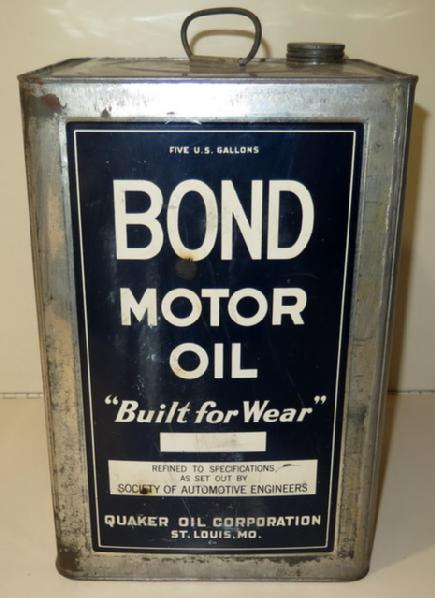 FIVE U.S. GALLONS
BOND
MOTOR
OIL
"Built for Wear"
REFINED TO SPECIFICATIONS
AS SET OUT BY
SOCIETY OF AUTOMOTIVE ENGINEERS
QUAKER OIL CORPORATION
ST. LOUIS, MO.